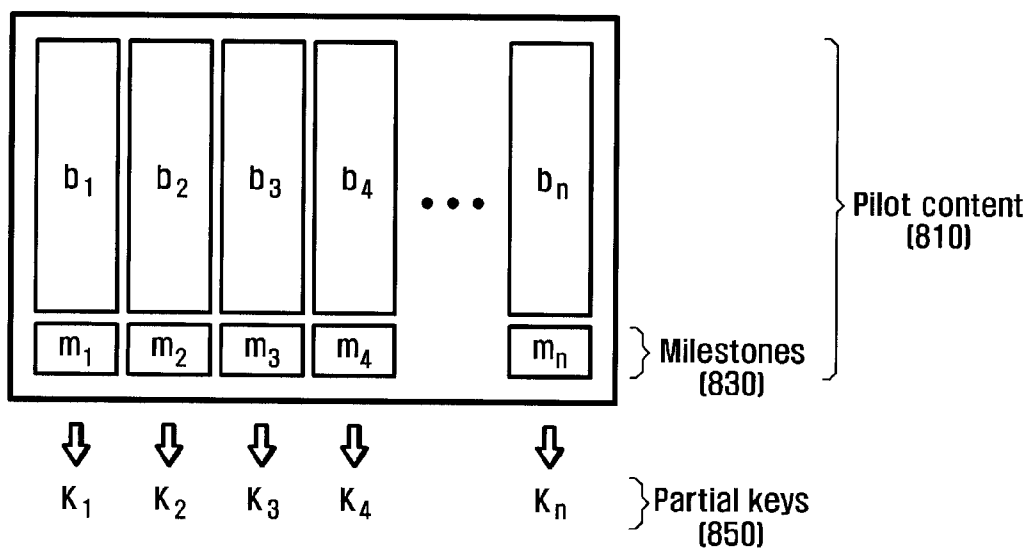 b₁ b₂ b₃ b₄ ••• bₙ
Pilot content
(810)
m₁ m₂ m₃ m₄ mₙ
Milestones
(830)
K₁ K₂ K₃ K₄ Kₙ
Partial keys
(850)